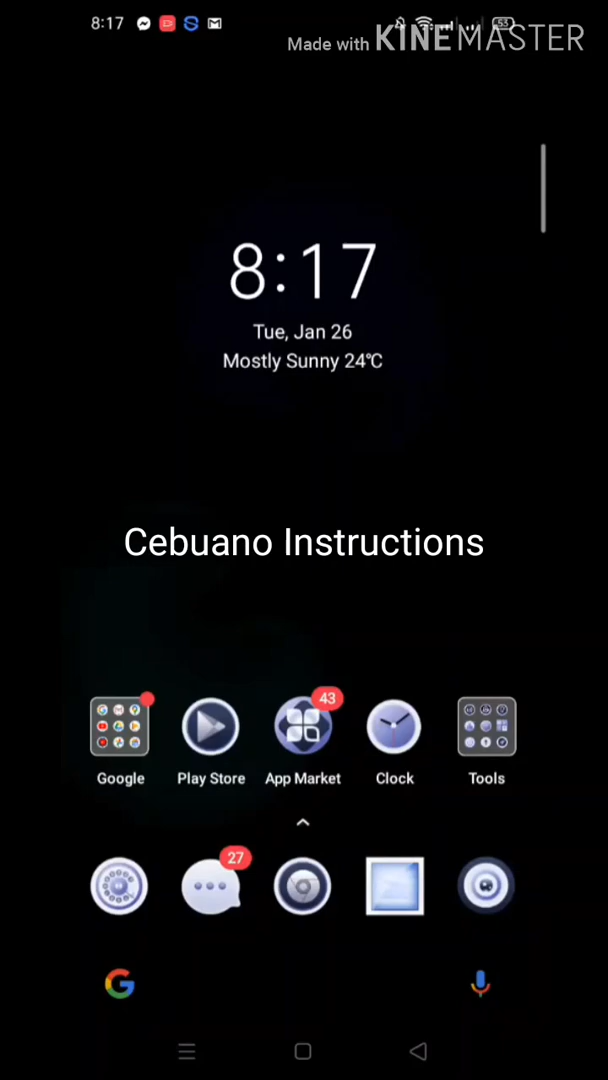 8:17
53
Made with KINEMASTER
8:17
Tue, Jan 26
Mostly Sunny 24℃
Cebuano Instructions
43
Google
Play Store
App Market
Clock
Tools
27